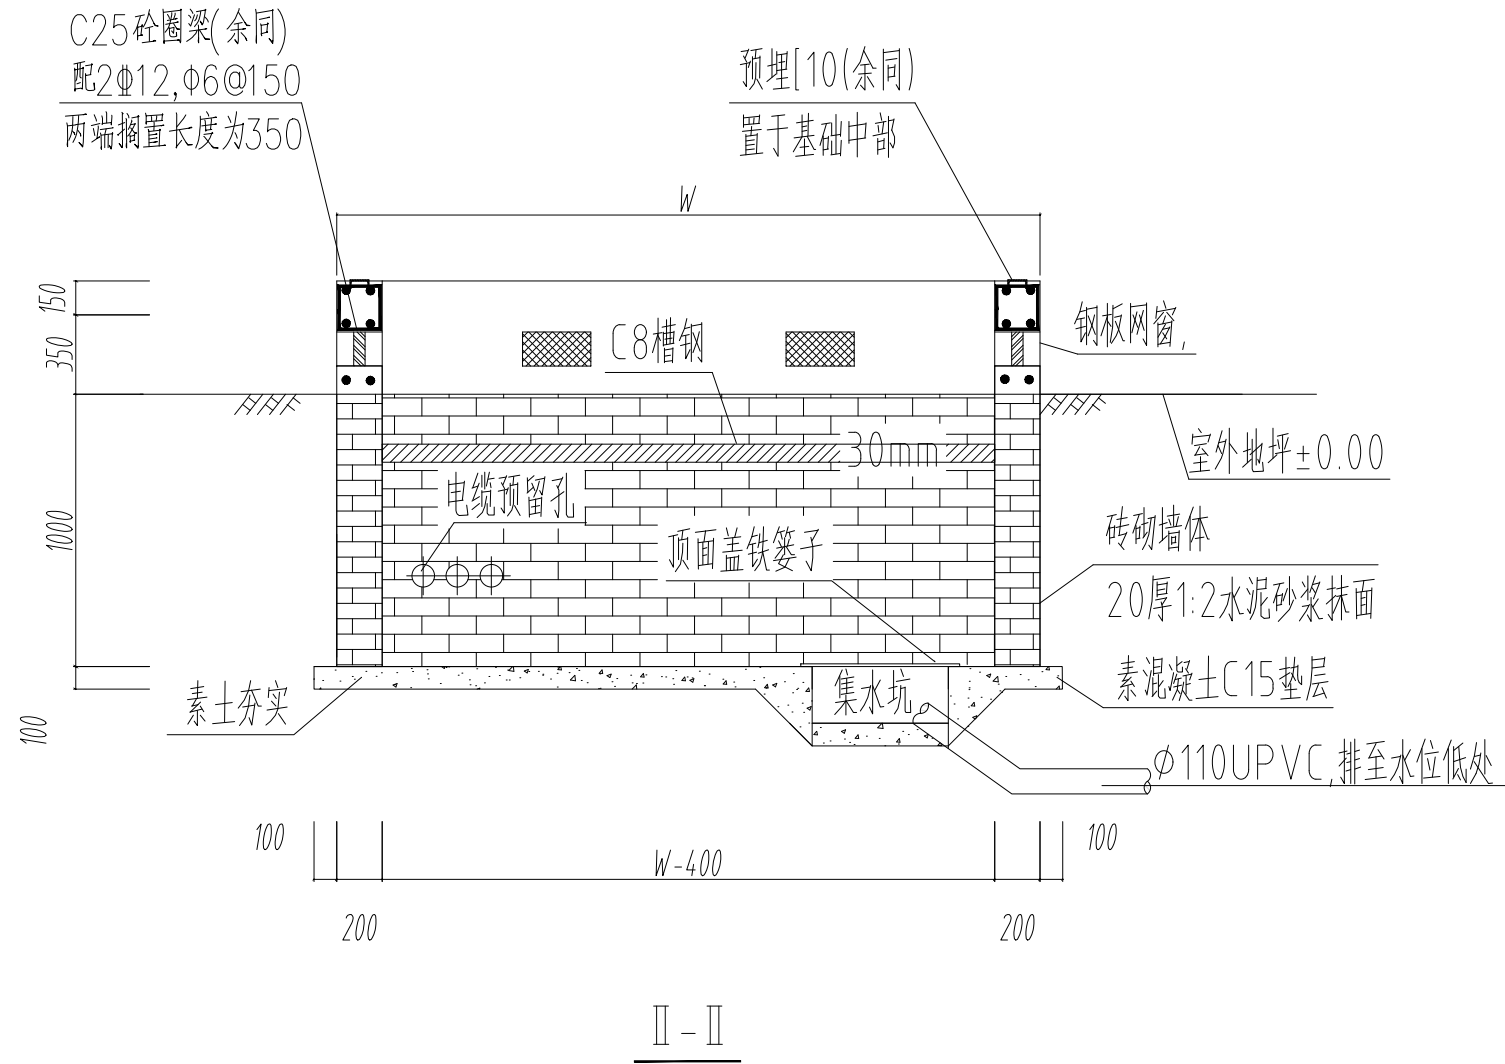 C25砼圈梁(余同)
配2Φ12,Φ6@150
两端搁置长度为350
预埋[10(余同)
置于基础中部
W
150
350
1000
100
C8槽钢
钢板网窗,
30mm
室外地坪±0.00
电缆预留孔
顶面盖铁篓子
砖砌墙体
20厚1:2水泥砂浆抹面
素土夯实
集水坑
素混凝土C15垫层
Φ110UPVC,排至水位低处
100
W-400
100
200
200
Ⅱ-Ⅱ